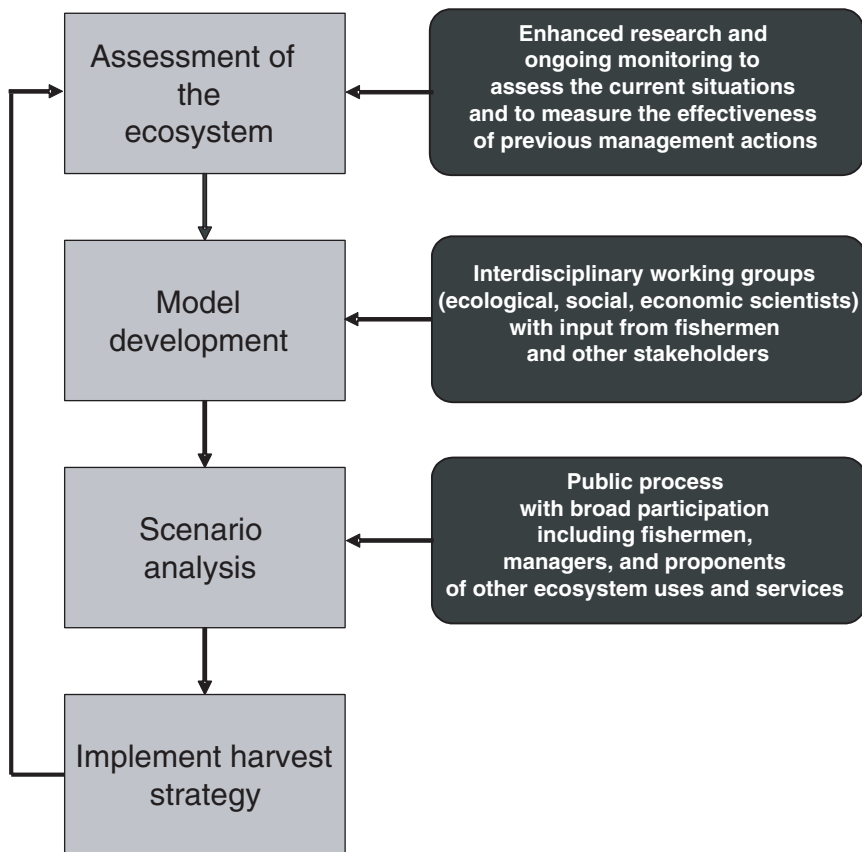 Assessment of
the
ecosystem
Enhanced research and
ongoing monitoring to
assess the current situations
and to measure the effectiveness
of previous management actions
Model
development
Interdisciplinary working groups
(ecological, social, economic scientists)
with input from fishermen
and other stakeholders
Scenario
analysis
Public process
with broad participation
including fishermen,
managers, and proponents
of other ecosystem uses and services
Implement harvest
strategy